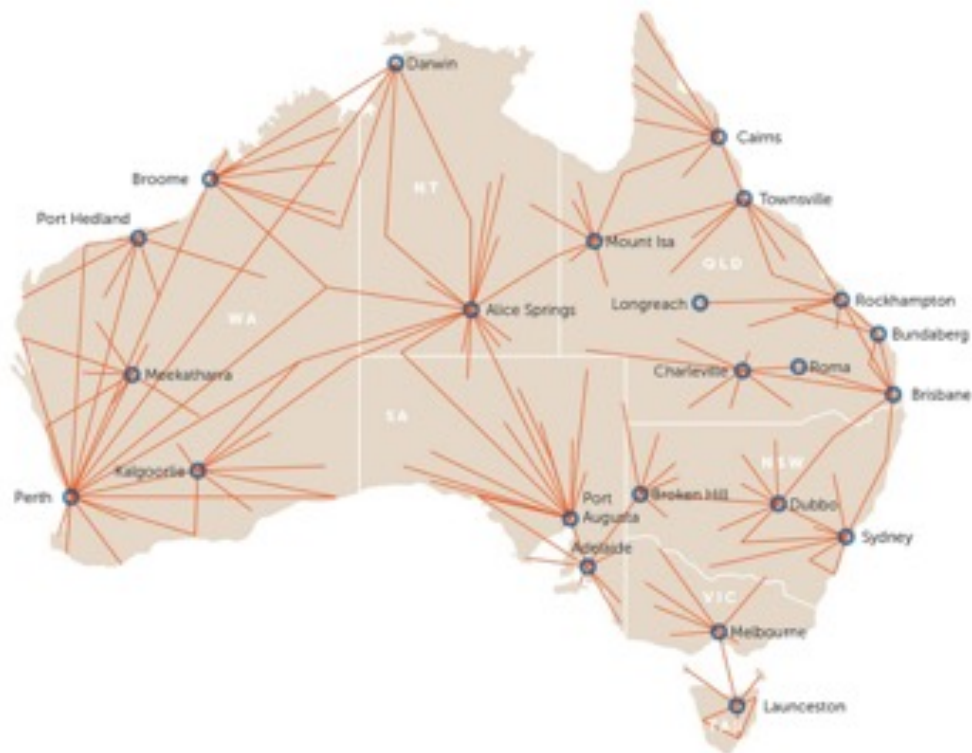 Darwin
Cairns
Broome
NT
Townsville
Port Hedland
Mount Isa
QLD
Longreach
Rockhampton
Alice Springs
WA
Bundaberg
Meekatharra
Charleville
Roma
Brisbane
SA
NSW
Kalgoorlie
Perth
Port
Augusta
Broken Hill
Dubbo
Sydney
Adelaide
VIC
Melbourne
Launceston